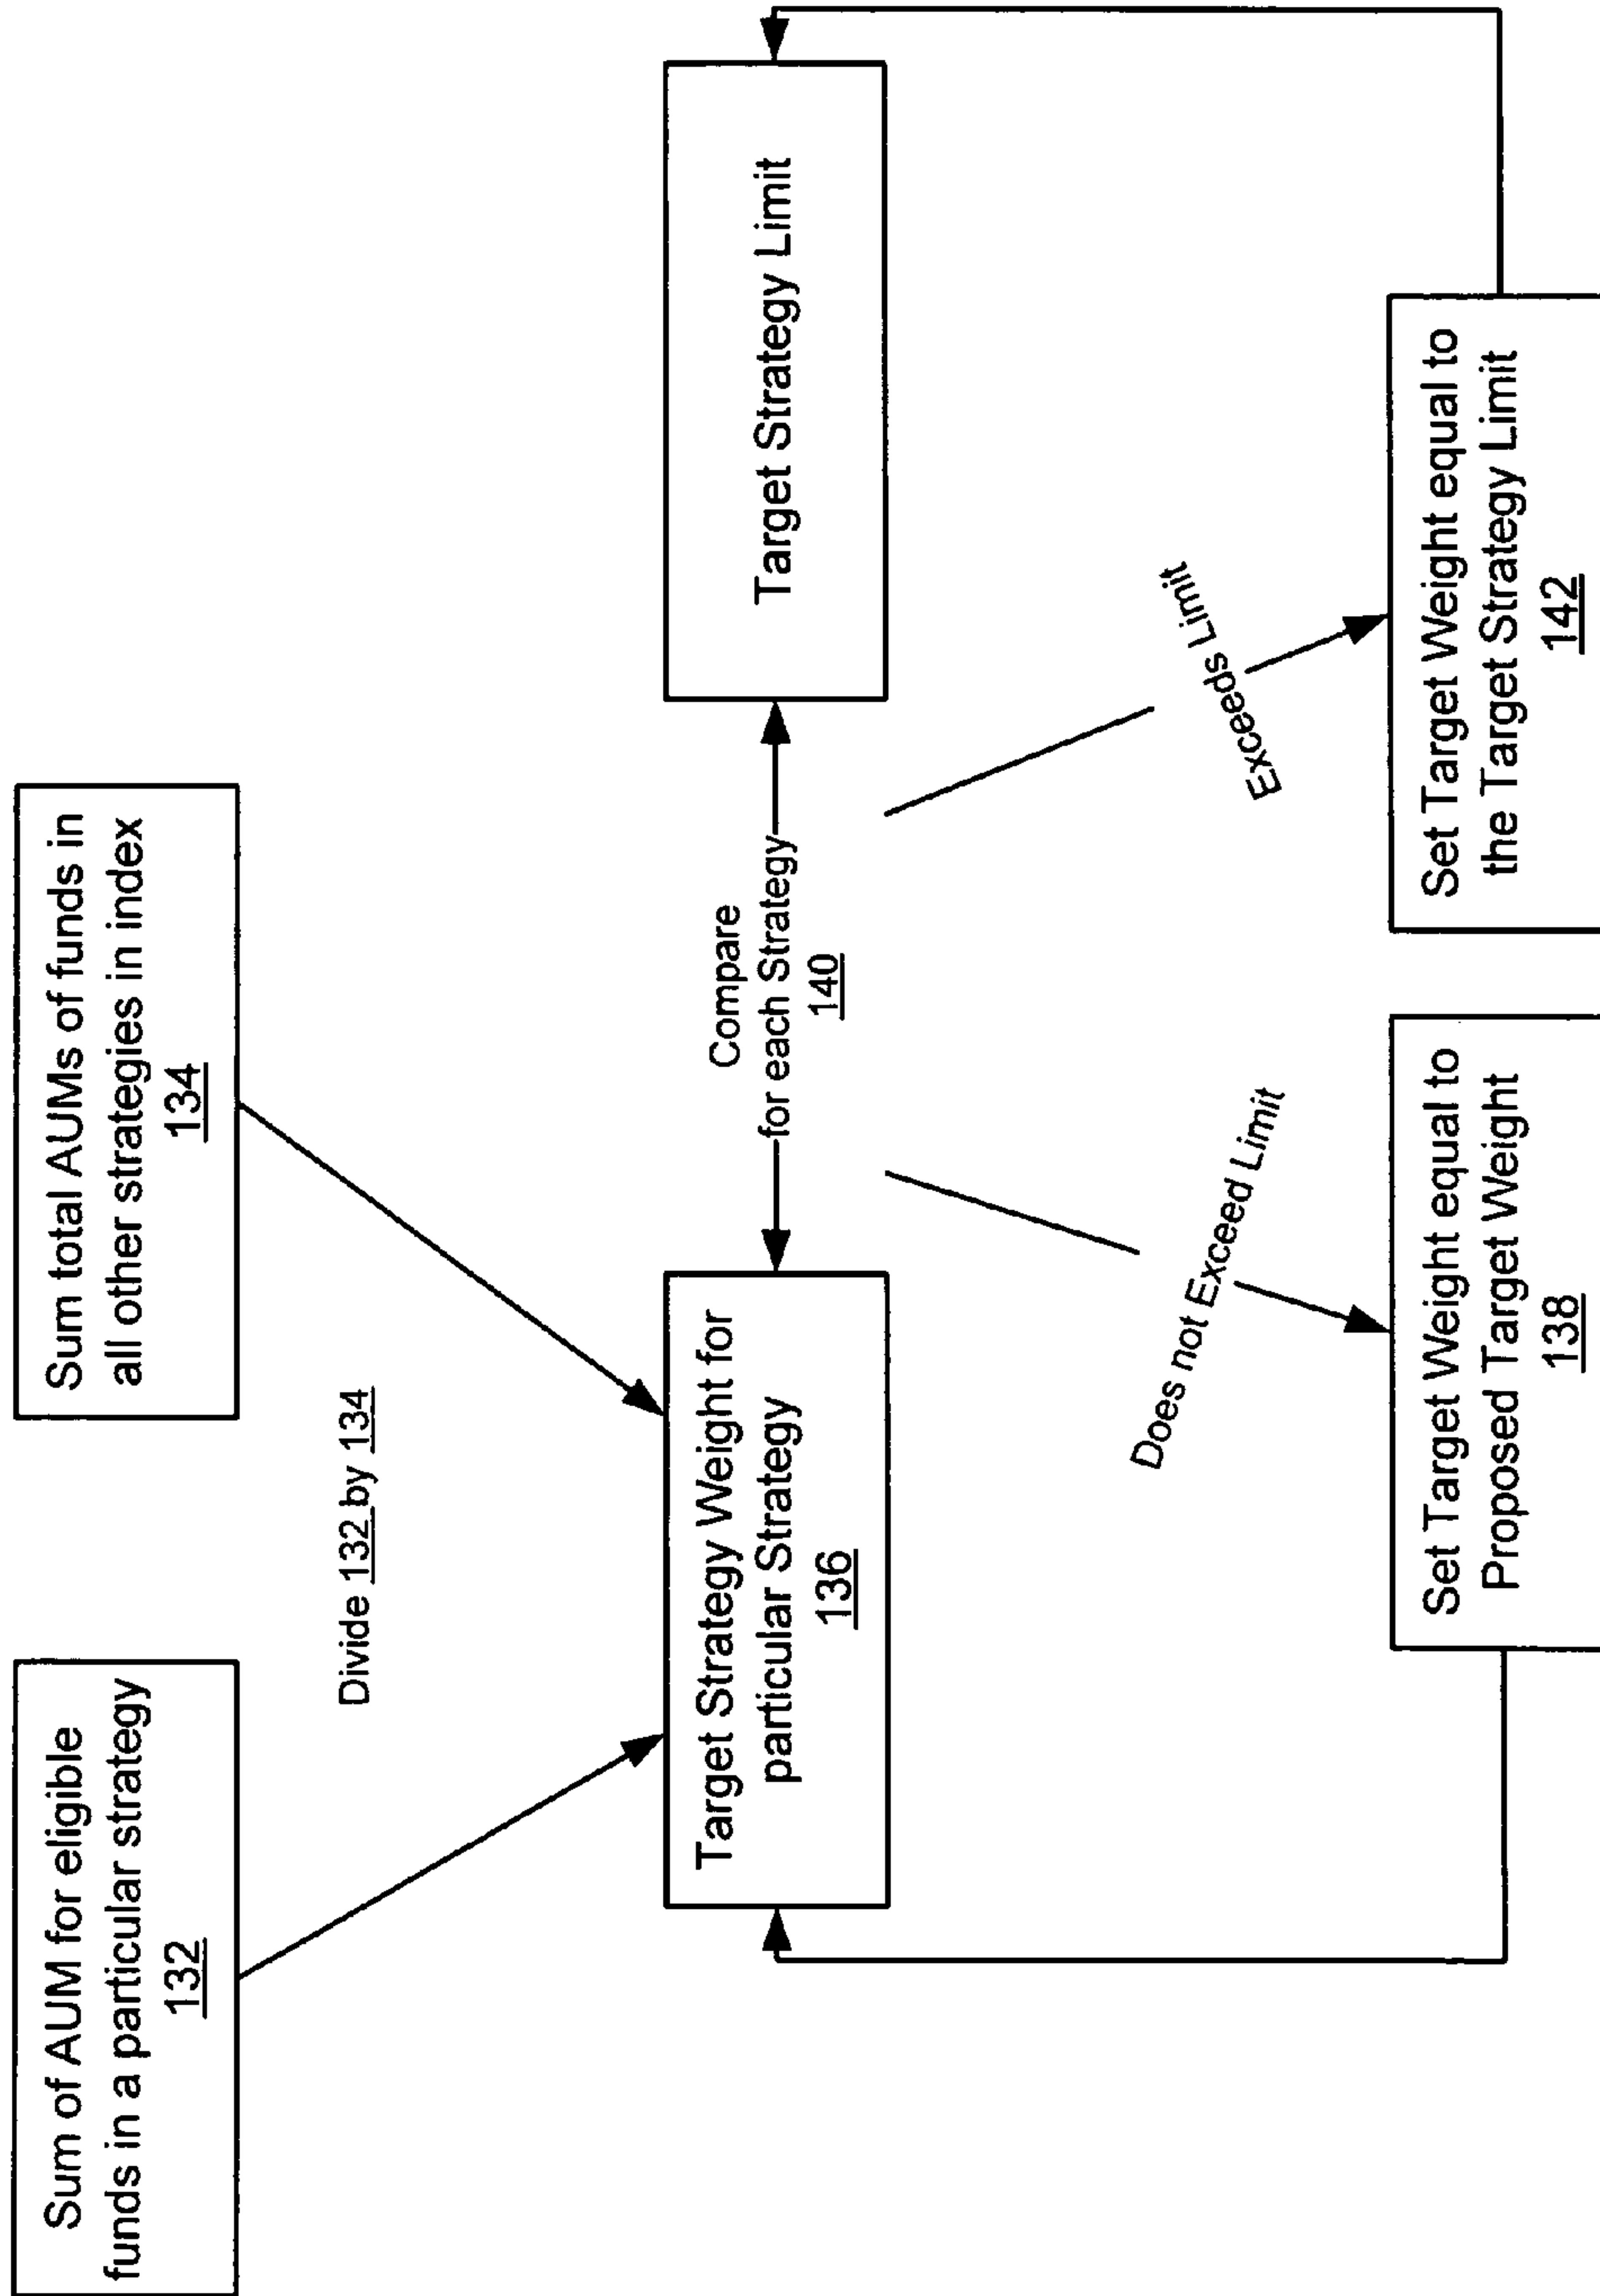 Sum of AUM for eligible
funds in a particular strategy
132
Sum total AUMs of funds in
all other strategies in index
134
Divide 132 by 134
Target Strategy Weight for
particular Strategy
136
Compare
for each Strategy
140
Target Strategy Limit
Does not Exceed Limit
Exceeds Limit
Set Target Weight equal to
Proposed Target Weight
138
Set Target Weight equal to
the Target Strategy Limit
142